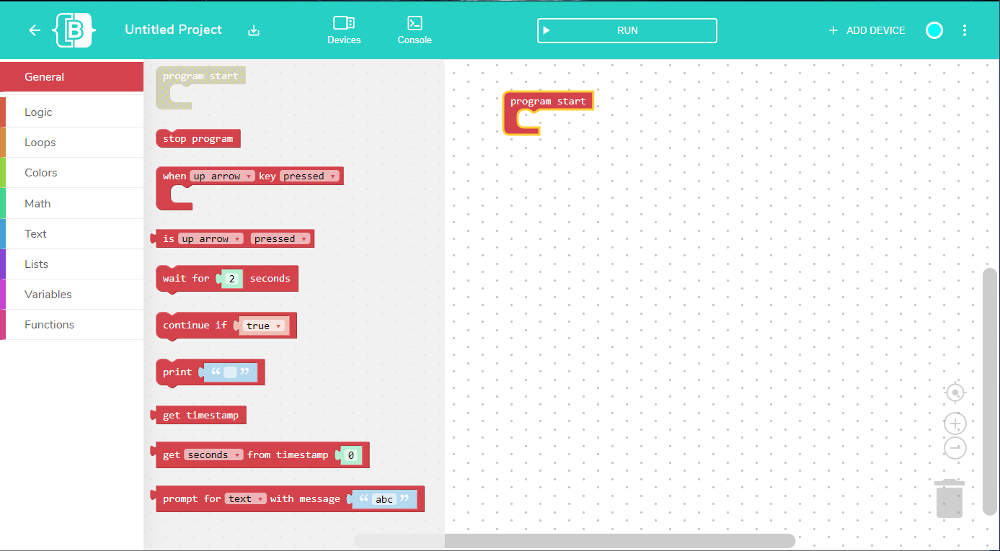 B
Untitled Project
Devices
Console
RUN
+ ADD DEVICE
General
Logic
Loops
Colors
Math
Text
Lists
Variables
Functions
program start
stop program
when up arrow key pressed
is up arrow pressed
wait for 2 seconds
continue if true
print “ ”
get timestamp
get seconds from timestamp 0
prompt for text with message “ abc ”
program start